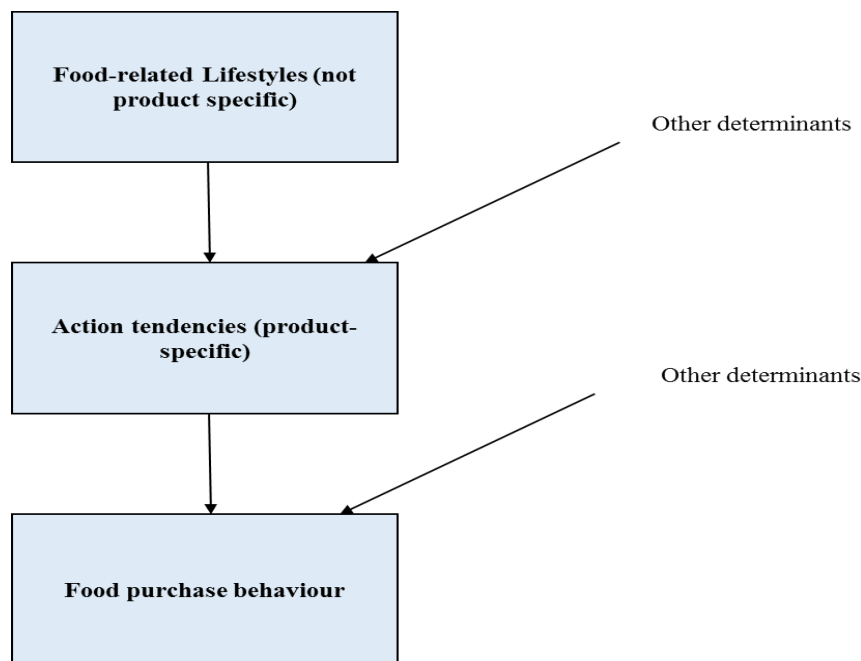 Food-related Lifestyles (not
product specific)
Other determinants
Action tendencies (product-
specific)
Other determinants
Food purchase behaviour